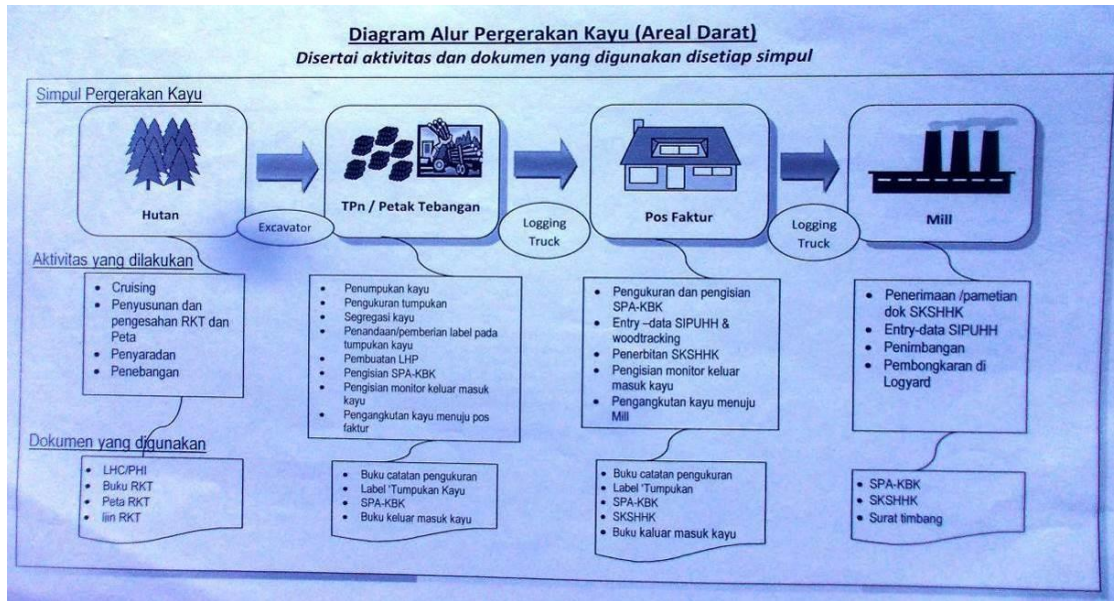 Diagram Alur Pergerakan Kayu (Areal Darat)
Disertai aktivitas dan dokumen yang digunakan disetiap simpul
Simpul Pergerakan Kayu
Hutan
Excavator
TPn / Petak Tebangan
Logging
Truck
Pos Faktur
Logging
Truck
Mill
Aktivitas yang dilakukan
• Cruising
• Penyusunan dan
pengesahan RKT dan
Peta
• Penyaradan
• Penebangan
• Penumpukan kayu
• Pengukuran tumpukan
• Segregasi kayu
• Penandaan/pemberian label pada
tumpukan kayu
• Pembuatan LHP
• Pengisian SPA-KBK
• Pengisian monitor keluar masuk
kayu
• Pengangkutan kayu menuju pos
faktur
• Pengukuran dan pengisian
SPA-KBK
• Entry –data SIPUHH &
woodtracking
• Penerbitan SKSHHK
• Pengisian monitor keluar
masuk kayu
• Pengangkutan kayu menuju
Mill
• Penerimaan /pametian
dok SKSHHK
• Entry-data SIPUHH
• Penimbangan
• Pembongkaran di
Logyard
Dokumen yang digunakan
• LHC/PHI
• Buku RKT
• Peta RKT
• Iiin RKT
• Buku catatan pengukuran
• Label 'Tumpukan Kayu
• SPA-KBK
• Buku keluar masuk kayu
• Buku catatan pengukuran
• Label 'Tumpukan
• SPA-KBK
• SKSHHK
• Buku kaluar masuk kayu
• SPA-KBK
• SKSHHK
• Surat timbang